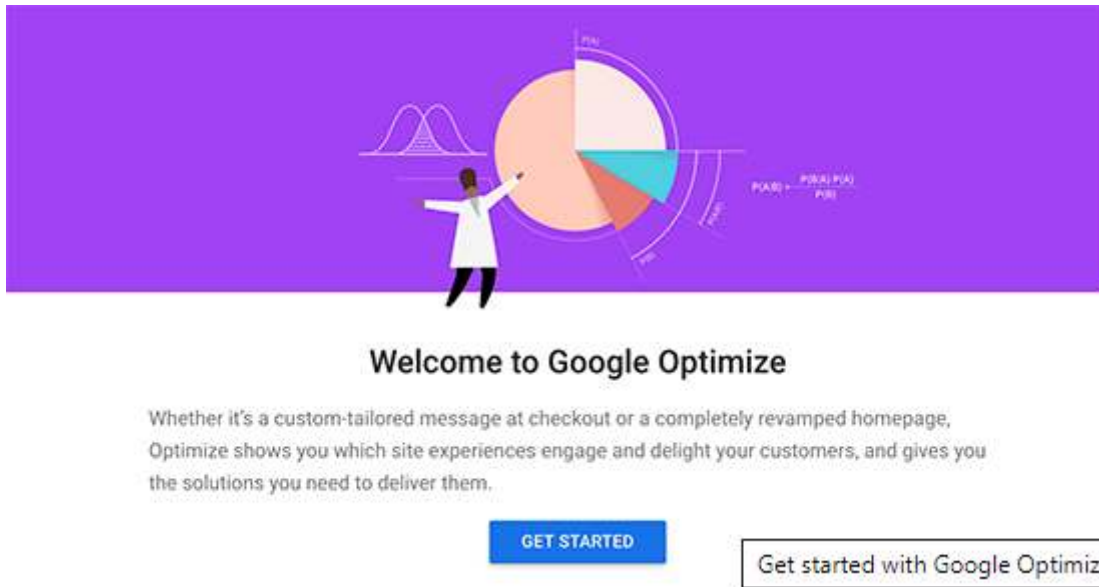 P(A)
P(A|B) = P(B|A) P(A)
P(B)
P(B)
Welcome to Google Optimize
Whether it's a custom-tailored message at checkout or a completely revamped homepage,
Optimize shows you which site experiences engage and delight your customers, and gives you
the solutions you need to deliver them.
GET STARTED
Get started with Google Optimiz